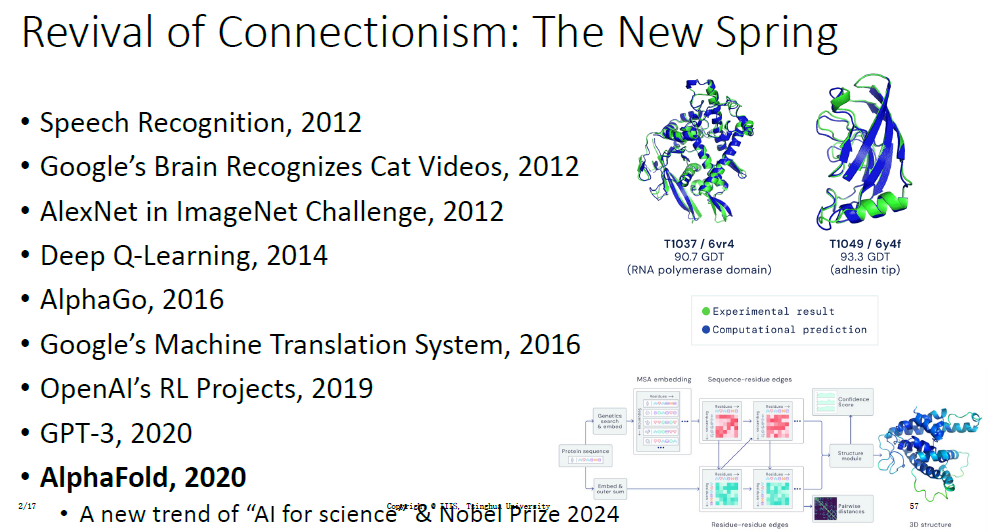 Revival of Connectionism: The New Spring
• Speech Recognition, 2012
• Google's Brain Recognizes Cat Videos, 2012
• AlexNet in ImageNet Challenge, 2012
• Deep Q-Learning, 2014
• AlphaGo, 2016
• Google's Machine Translation System, 2016
• OpenAI's RL Projects, 2019
• GPT-3, 2020
• AlphaFold, 2020
• A new trend of "AI for science" & Nobel Prize 2024
T1037 / 6vr4
90.7 GDT
(RNA polymerase domain)
T1049 / 6y4f
93.3 GDT
(adhesin tip)
Experimental result
Computational prediction
MSA embedding
Sequence-residue edges
Genetics
search
& embed
Protein sequence
Embed &
outer sum
Residues →
Residues →
Residues →
Confidence
Score
Structure
module
Residues →
Residues →
Pairwise
distances
Residue-residue edges
3D structure
2/17
Copyright © IIIS, Tsinghua University
57